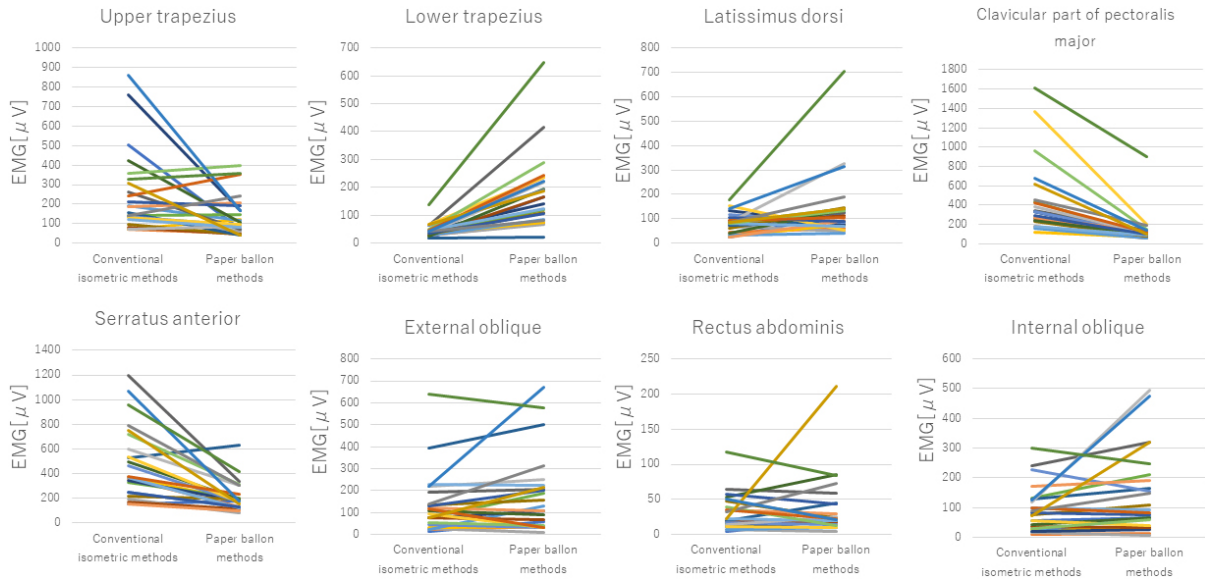 Upper trapezius
EMG[μV]
1000
900
800
700
600
500
400
300
200
100
0
Conventional
isometric methods
Paper ballon
methods
Lower trapezius
EMG[μV]
700
600
500
400
300
200
100
0
Conventional
isometric methods
Paper ballon
methods
Latissimus dorsi
EMG[μV]
800
700
600
500
400
300
200
100
0
Conventional
isometric methods
Paper ballon
methods
Clavicular part of pectoralis
major
EMG[μV]
1800
1600
1400
1200
1000
800
600
400
200
0
Conventional
isometric methods
Paper ballon
methods
Serratus anterior
EMG[μV]
1400
1200
1000
800
600
400
200
0
Conventional
isometric methods
Paper ballon
methods
External oblique
EMG[μV]
800
700
600
500
400
300
200
100
0
Conventional
isometric methods
Paper ballon
methods
Rectus abdominis
EMG[μV]
250
200
150
100
50
0
Conventional
isometric methods
Paper ballon
methods
Internal oblique
EMG[μV]
600
500
400
300
200
100
0
Conventional
isometric methods
Paper ballon
methods